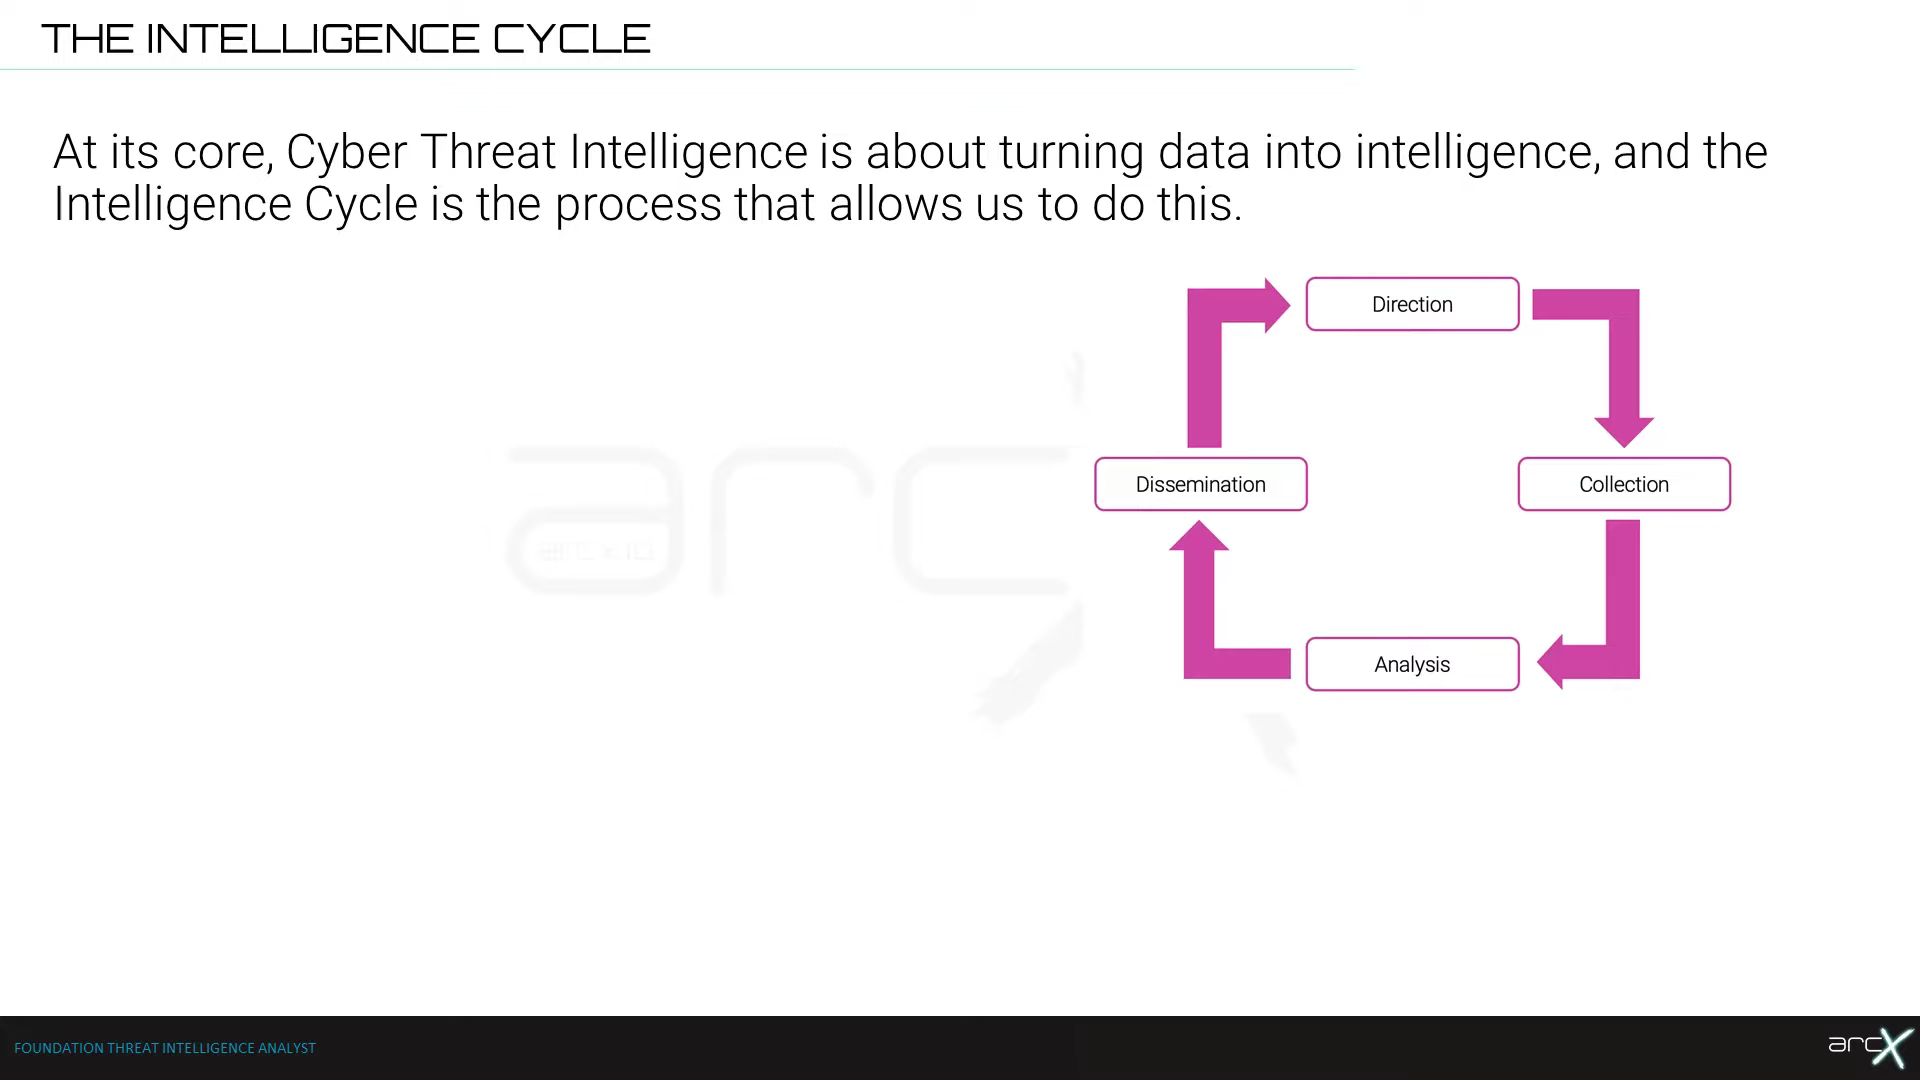 THE INTELLIGENCE CYCLE
At its core, Cyber Threat Intelligence is about turning data into intelligence, and the
Intelligence Cycle is the process that allows us to do this.
Direction
Dissemination
Collection
Analysis
arc
FOUNDATION THREAT INTELLIGENCE ANALYST
arcX